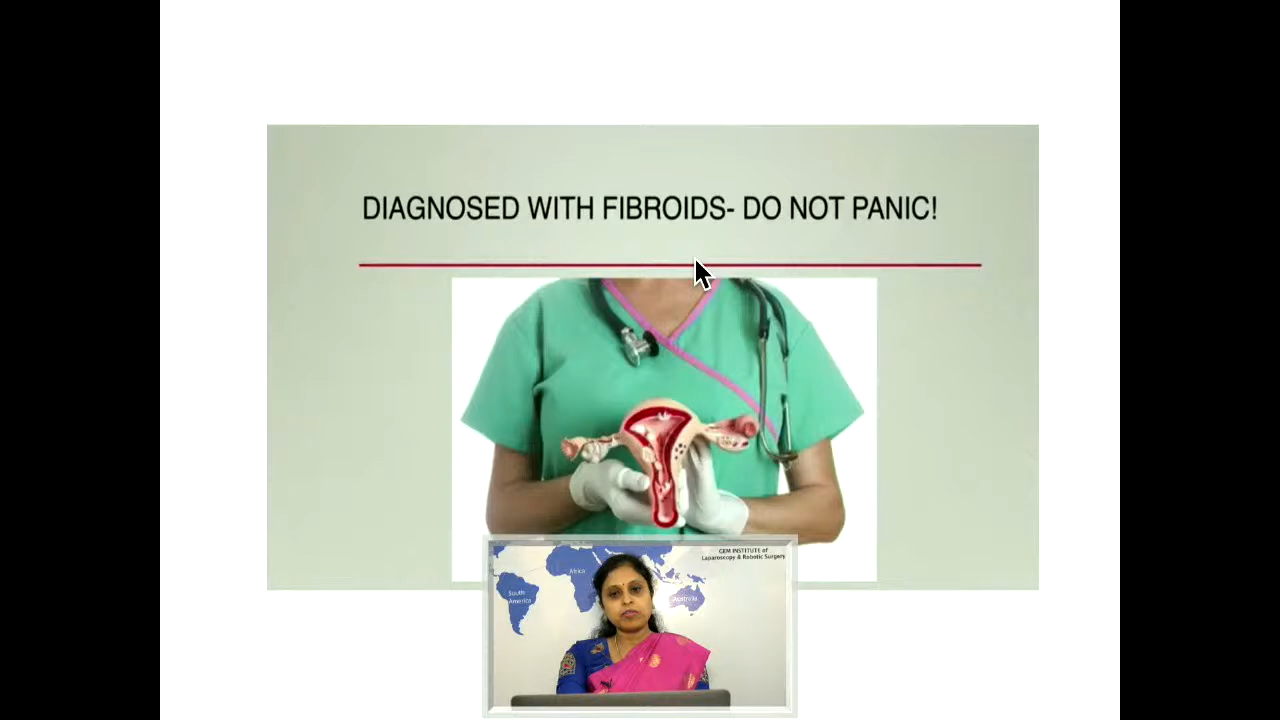 DIAGNOSED WITH FIBROIDS- DO NOT PANIC!
GEM INSTITUTE of
Laparoscopy & Robotic Surgery
Africa
South
America
Australia